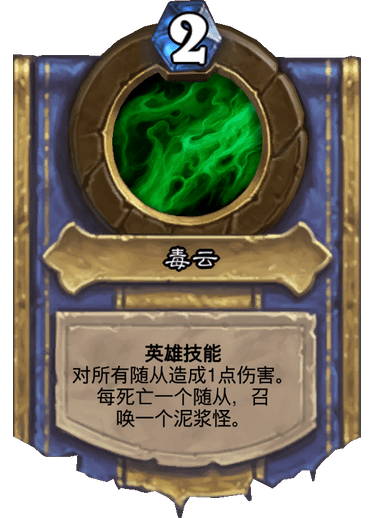 2
毒云
英雄技能
对所有随从造成1点伤害。
每死亡一个随从，召
唤一个泥浆怪。